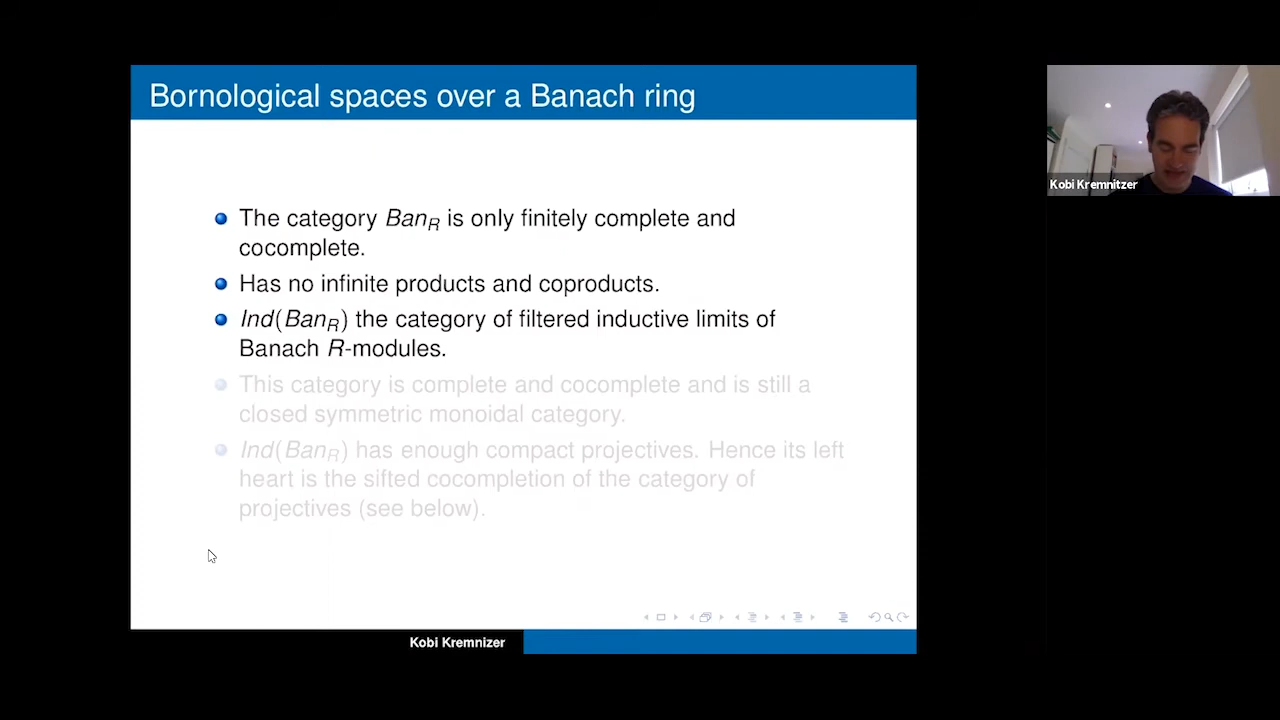 Bornological spaces over a Banach ring
The category Ban_R is only finitely complete and
cocomplete.
Has no infinite products and coproducts.
Ind(Ban_R) the category of filtered inductive limits of
Banach R-modules.
This category is complete and cocomplete and is still a
closed symmetric monoidal category.
Ind(Ban_R) has enough compact projectives. Hence its left
heart is the sifted cocompletion of the category of
projectives (see below).
Kobi Kremnizer
Kobi Kremnitzer